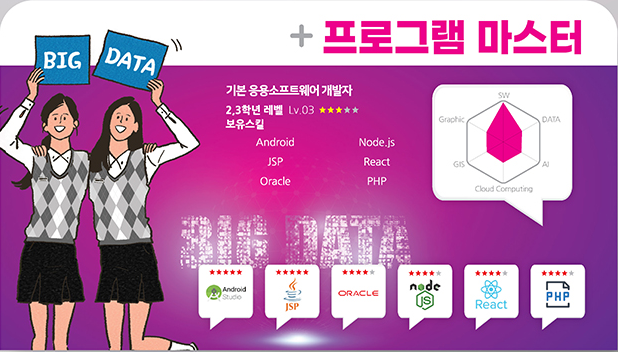 + 프로그램 마스터
BIG DATA
기본 응용소프트웨어 개발자
2,3학년 레벨 Lv.03 ★★★★★
보유스킬
Android Node.js
JSP React
Oracle PHP
SW
Graphic DATA
GIS AI
Cloud Computing
BIG DATA
★★★★★ ★★★★★ ★★★★★ ★★★★★ ★★★★★ ★★★★★
Android Studio
JSP
ORACLE
node JS
React
PHP